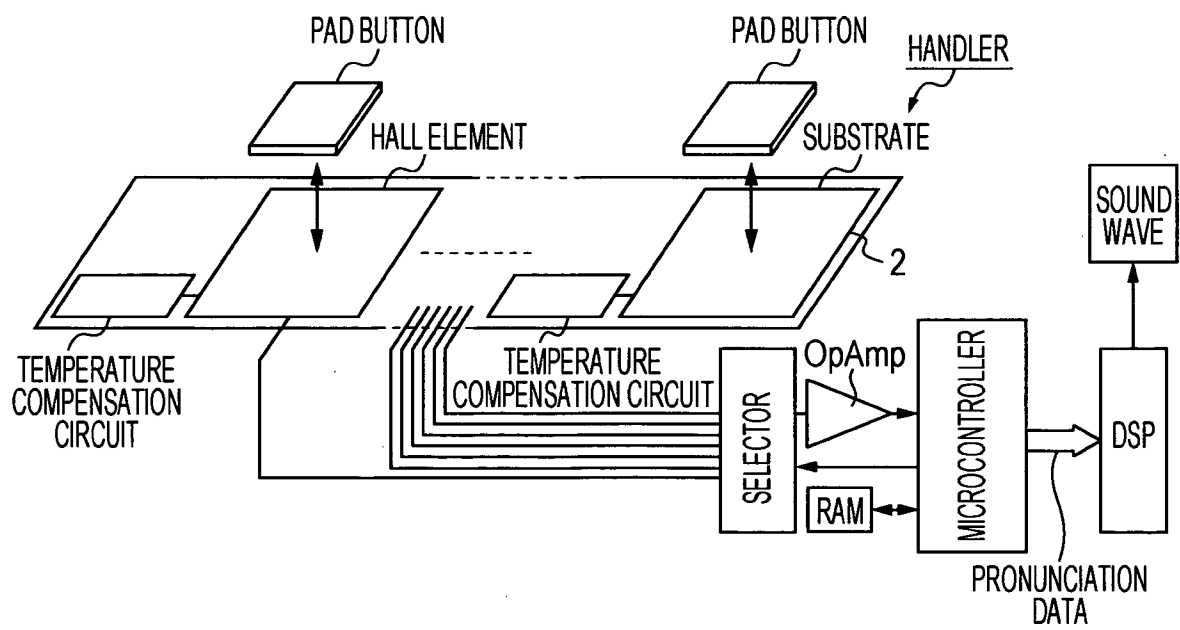 PAD BUTTON
PAD BUTTON
HANDLER
HALL ELEMENT
SUBSTRATE
SOUND
WAVE
2
TEMPERATURE
COMPENSATION
CIRCUIT
TEMPERATURE
COMPENSATION CIRCUIT
OpAmp
SELECTOR
MICROCONTROLLER
DSP
RAM
PRONUNCIATION
DATA